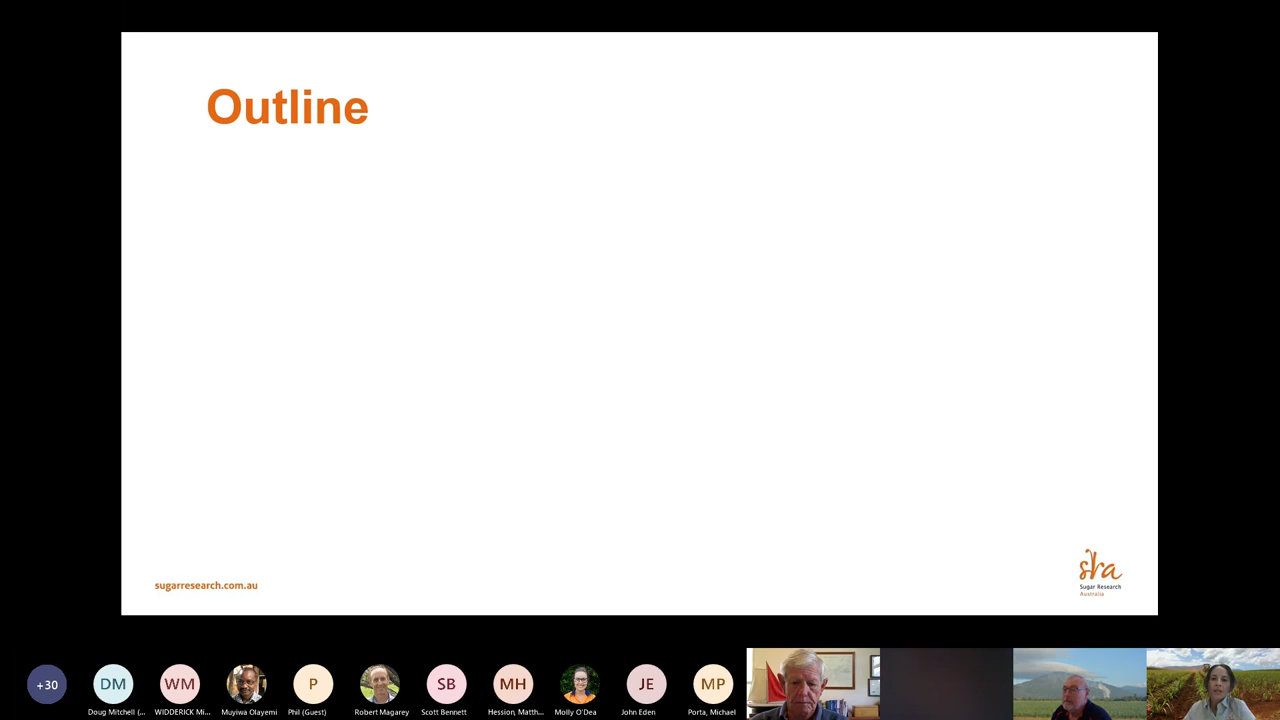 Outline
sugarresearch.com.au
sra
Sugar Research
Australia
+30
DM
WM
P
SB
MH
JE
MP
Doug Mitchell (...
WIDDERICK Mi...
Muyiwa Olayemi
Phil (Guest)
Robert Magarey
Scott Bennett
Hession, Matth...
Molly O'Dea
John Eden
Porta, Michael